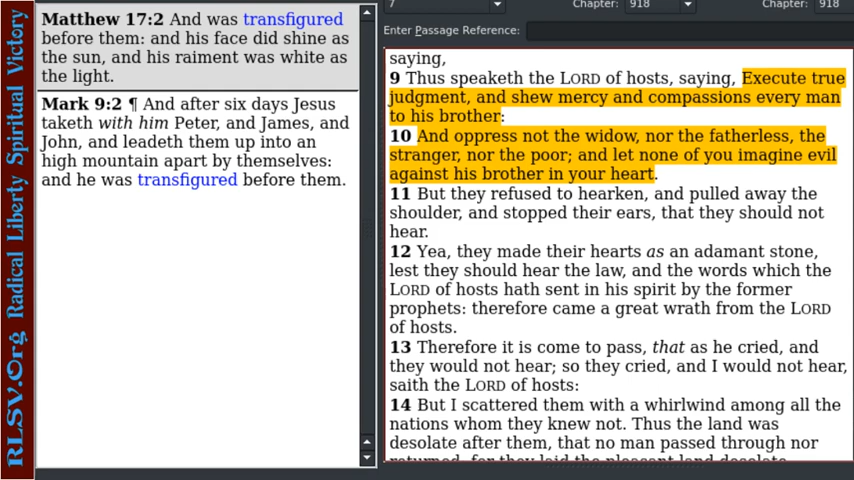 RLSV.Org Radical Liberty Spiritual Victory
Matthew 17:2 And was transfigured
before them: and his face did shine as
the sun, and his raiment was white as
the light.
Mark 9:2 ¶ And after six days Jesus
taketh with him Peter, and James, and
John, and leadeth them up into an
high mountain apart by themselves:
and he was transfigured before them.
7 Chapter: 918 Chapter: 918
Enter Passage Reference:
saying,
9 Thus speaketh the LORD of hosts, saying, Execute true
judgment, and shew mercy and compassions every man
to his brother:
10 And oppress not the widow, nor the fatherless, the
stranger, nor the poor; and let none of you imagine evil
against his brother in your heart.
11 But they refused to hearken, and pulled away the
shoulder, and stopped their ears, that they should not
hear.
12 Yea, they made their hearts as an adamant stone,
lest they should hear the law, and the words which the
LORD of hosts hath sent in his spirit by the former
prophets: therefore came a great wrath from the LORD
of hosts.
13 Therefore it is come to pass, that as he cried, and
they would not hear; so they cried, and I would not hear,
saith the LORD of hosts:
14 But I scattered them with a whirlwind among all the
nations whom they knew not. Thus the land was
desolate after them, that no man passed through nor
returned, for they laid the pleasant land desolate